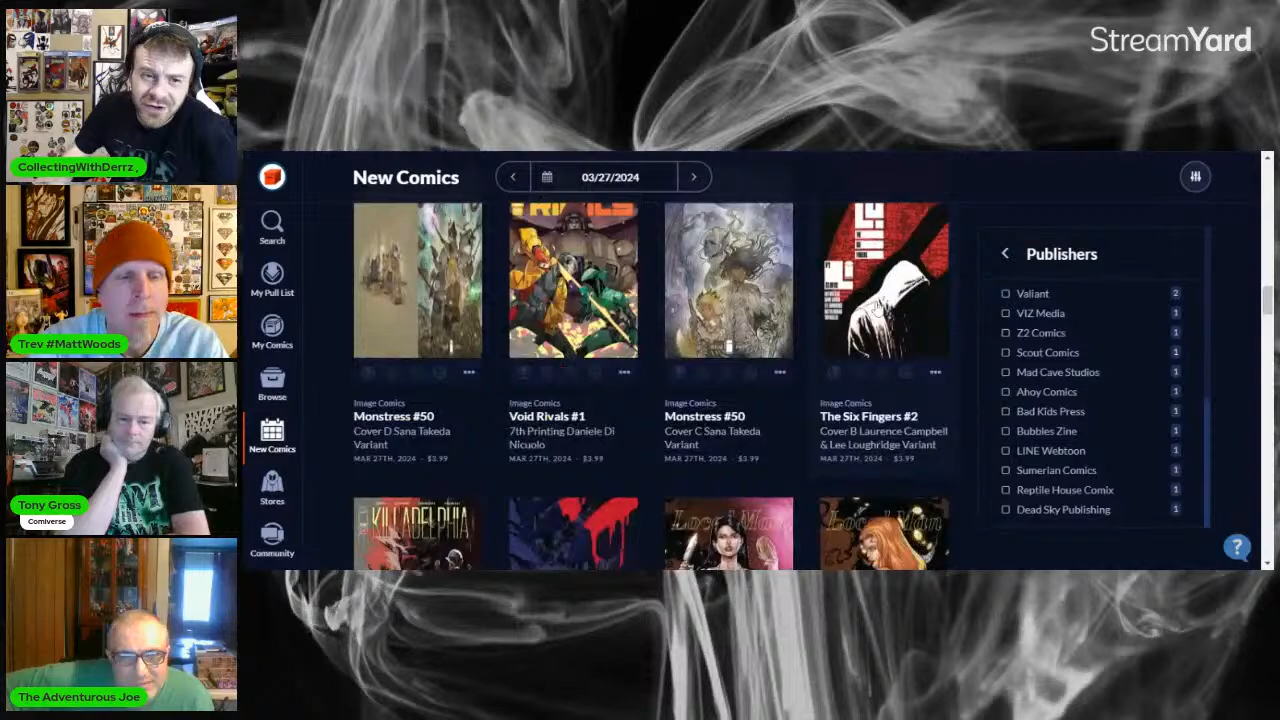 StreamYard
CollectingWithDerrz ,
Trev #MattWoods
Tony Gross
Comiverse
The Adventurous Joe
New Comics
03/27/2024
Search
My Pull List
My Comics
Browse
New Comics
Stores
Community
Image Comics
Monstress #50
Cover D Sana Takeda
Variant
MAR 27TH, 2024 · $3.99
Image Comics
Void Rivals #1
7th Printing Daniele Di
Nicuolo
MAR 27TH, 2024 · $3.99
Image Comics
Monstress #50
Cover C Sana Takeda
Variant
MAR 27TH, 2024 · $3.99
Image Comics
The Six Fingers #2
Cover B Laurence Campbell
& Lee Loughridge Variant
MAR 27TH, 2024 · $3.99
KILLADELPHIA
Local Man
Local Man
Publishers
Valiant 2
VIZ Media 1
Z2 Comics 1
Scout Comics 1
Mad Cave Studios 1
Ahoy Comics 1
Bad Kids Press 1
Bubbles Zine 1
LINE Webtoon 1
Sumerian Comics 1
Reptile House Comix 1
Dead Sky Publishing 1
?